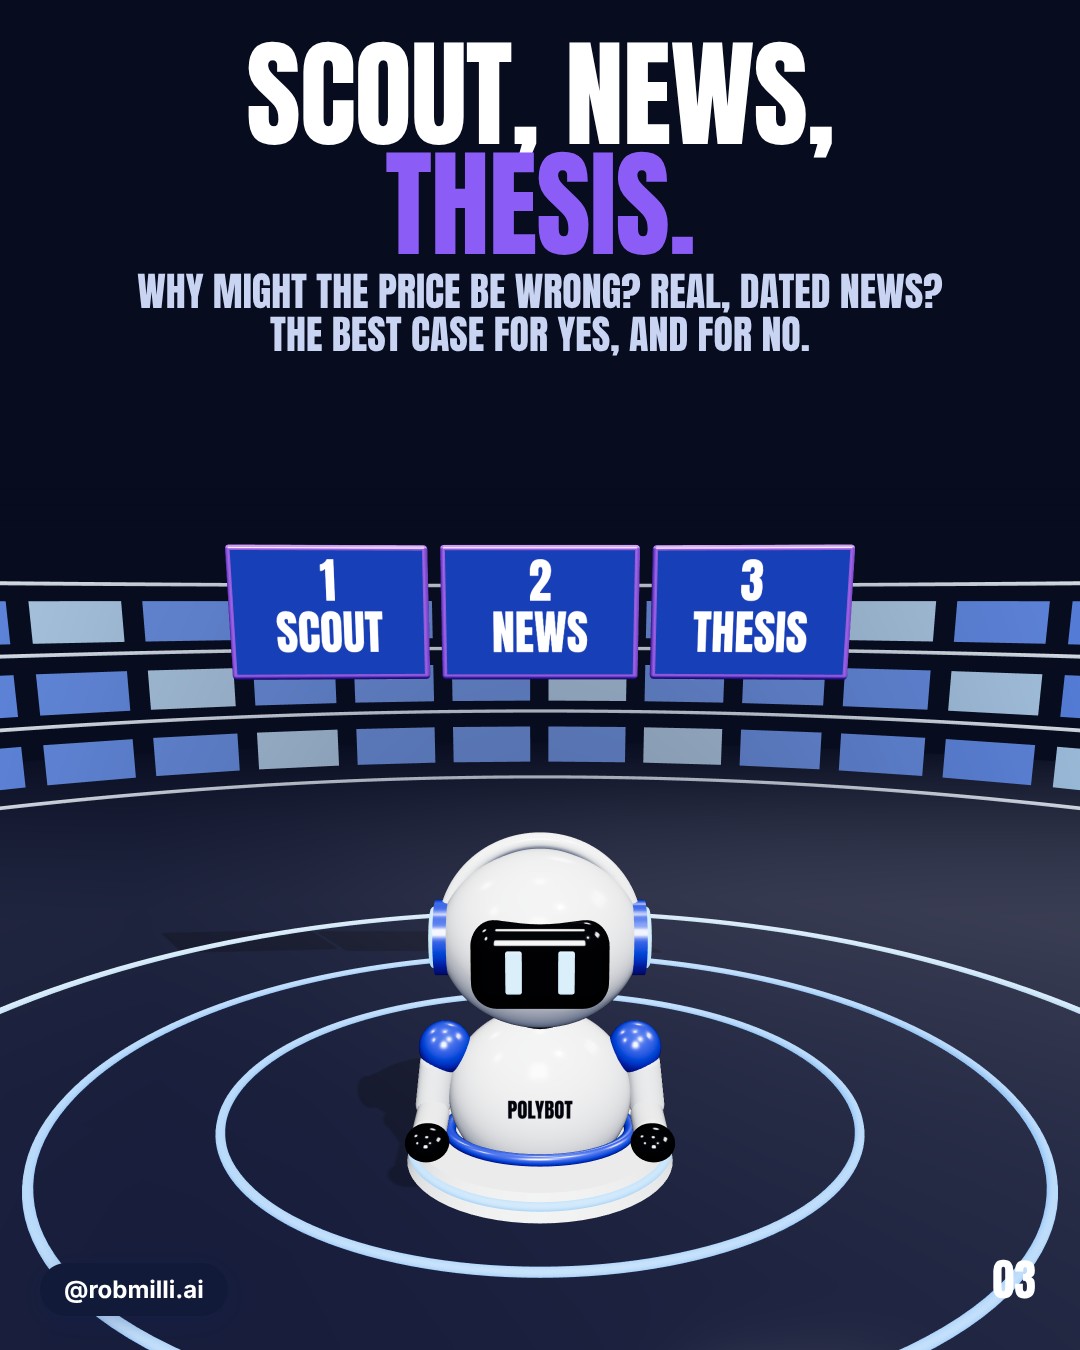 SCOUT, NEWS,
THESIS.
WHY MIGHT THE PRICE BE WRONG? REAL, DATED NEWS?
THE BEST CASE FOR YES, AND FOR NO.
1
SCOUT
2
NEWS
3
THESIS
POLYBOT
@robmilli.ai
03